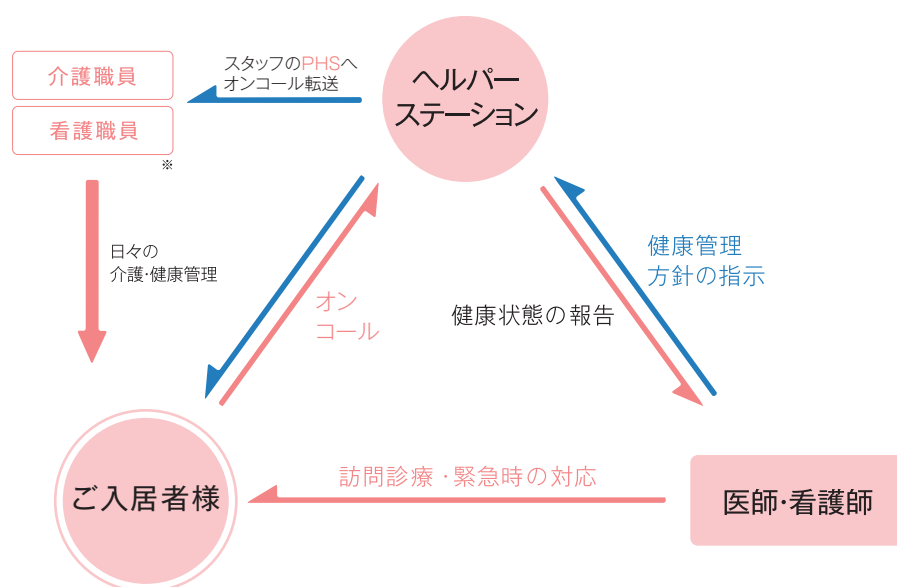 介護職員
看護職員
※
スタッフのPHSへ
オンコール転送
ヘルパー
ステーション
日々の
介護・健康管理
オン
コール
健康状態の報告
健康管理
方針の指示
ご入居者様
訪問診療・緊急時の対応
医師・看護師